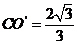 CO' = 2√3/3